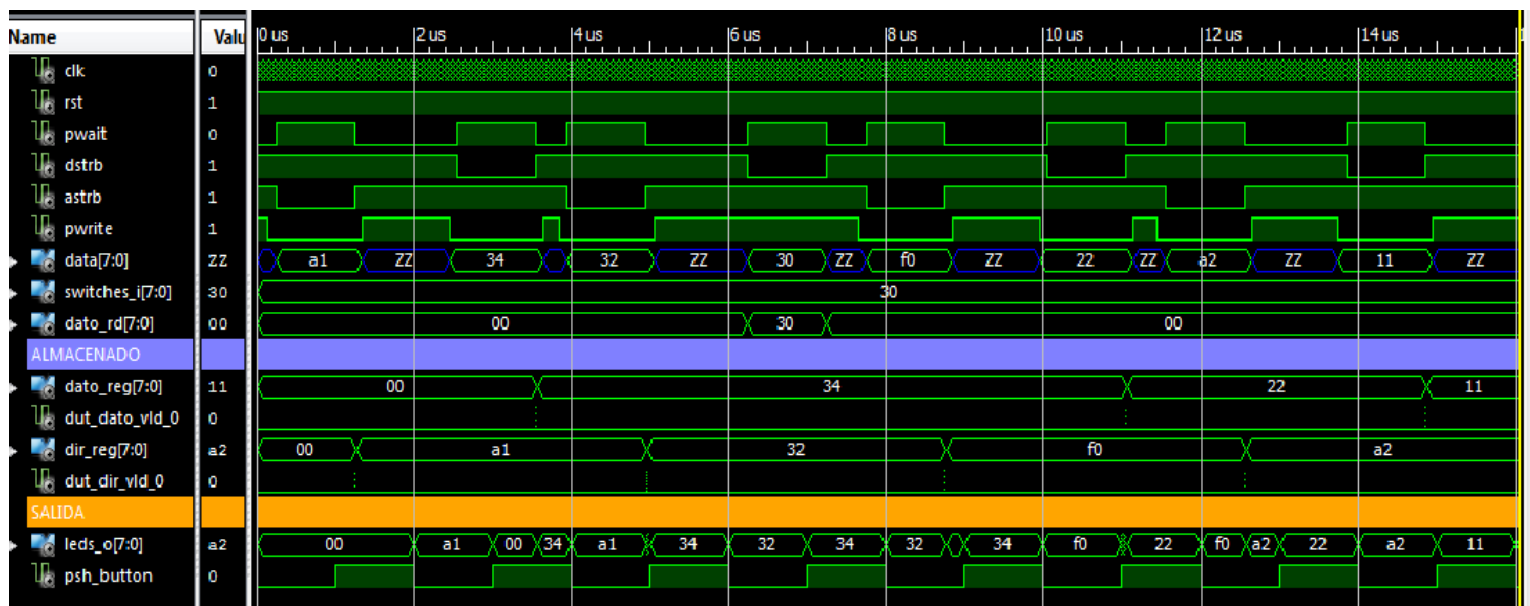 Name Valu 0 us 2 us 4 us 6 us 8 us 10 us 12 us 14 us
clk 0
rst 1
pwait 0
dstrb 1
astrb 1
pwrite 1
data[7:0] ZZ a1 ZZ 34 32 ZZ 30 ZZ f0 ZZ 22 ZZ a2 ZZ 11 ZZ
switches_i[7:0] 30 30
dato_rd[7:0] 00 00 30 00
ALMACENADO
dato_reg[7:0] 11 00 34 22 11
dut_dato_vld_0 0
dir_reg[7:0] a2 00 a1 32 f0 a2
dut_dir_vld_0 0
SALIDA
leds_o[7:0] a2 00 a1 00 34 a1 34 32 34 32 34 f0 22 f0 a2 22 a2 11
psh_button 0